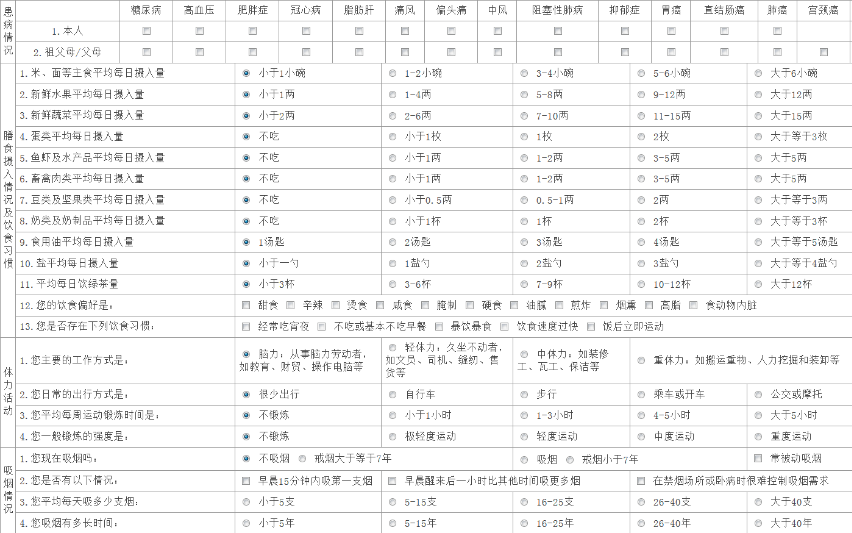 患病情况
糖尿病 高血压 肥胖症 冠心病 脂肪肝 痛风 偏头痛 中风 阻塞性肺病 抑郁症 胃癌 直结肠癌 肺癌 宫颈癌
1.本人
2.祖父母/父母
膳食摄入情况及饮食习惯
1.米、面等主食平均每日摄入量 小于1小碗 1-2小碗 3-4小碗 5-6小碗 大于6小碗
2.新鲜水果平均每日摄入量 小于1两 1-4两 5-8两 9-12两 大于12两
3.新鲜蔬菜平均每日摄入量 小于2两 2-6两 7-10两 11-15两 大于15两
4.蛋类平均每日摄入量 不吃 小于1枚 1枚 2枚 大于等于3枚
5.鱼虾及水产品平均每日摄入量 不吃 小于1两 1-2两 3-5两 大于5两
6.畜禽肉类平均每日摄入量 不吃 小于1两 1-2两 3-5两 大于5两
7.豆类及坚果类平均每日摄入量 不吃 小于0.5两 0.5-1两 2两 大于等于3两
8.奶类及奶制品平均每日摄入量 不吃 小于1杯 1杯 2杯 大于等于3杯
9.食用油平均每日摄入量 1汤匙 2汤匙 3汤匙 4汤匙 大于等于5汤匙
10.盐平均每日摄入量 小于一勺 1盐勺 2盐勺 3盐勺 大于等于4盐勺
11.平均每日饮绿茶量 小于3杯 3-6杯 7-9杯 10-12杯 大于12杯
12.您的饮食偏好是： 甜食 辛辣 烫食 咸食 腌制 硬食 油腻 煎炸 烟熏 高脂 食动物内脏
13.您是否存在下列饮食习惯： 经常吃宵夜 不吃或基本不吃早餐 暴饮暴食 饮食速度过快 饭后立即运动
体力活动
1.您主要的工作方式是： 脑力：从事脑力劳动者，如教育、财贸、操作电脑等 轻体力：久坐不动者，如文员、司机、缝纫、售货等 中体力：如装修工、瓦工、保洁等 重体力：如搬运重物、人力挖掘和装卸等
2.您日常的出行方式是： 很少出行 自行车 步行 乘车或开车 公交或摩托
3.您平均每周运动锻炼时间是： 不锻炼 小于1小时 1-3小时 4-5小时 大于5小时
4.您一般锻炼的强度是： 不锻炼 极轻度运动 轻度运动 中度运动 重度运动
吸烟情况
1.您现在吸烟吗： 不吸烟 戒烟大于等于7年 吸烟 戒烟小于7年 常被动吸烟
2.您是否有以下情况： 早晨15分钟内吸第一支烟 早晨醒来后一小时比其他时间吸更多烟 在禁烟场所或卧病时很难控制吸烟需求
3.您平均每天吸多少支烟： 小于5支 5-15支 16-25支 26-40支 大于40支
4.您吸烟有多长时间： 小于5年 5-15年 16-25年 26-40年 大于40年